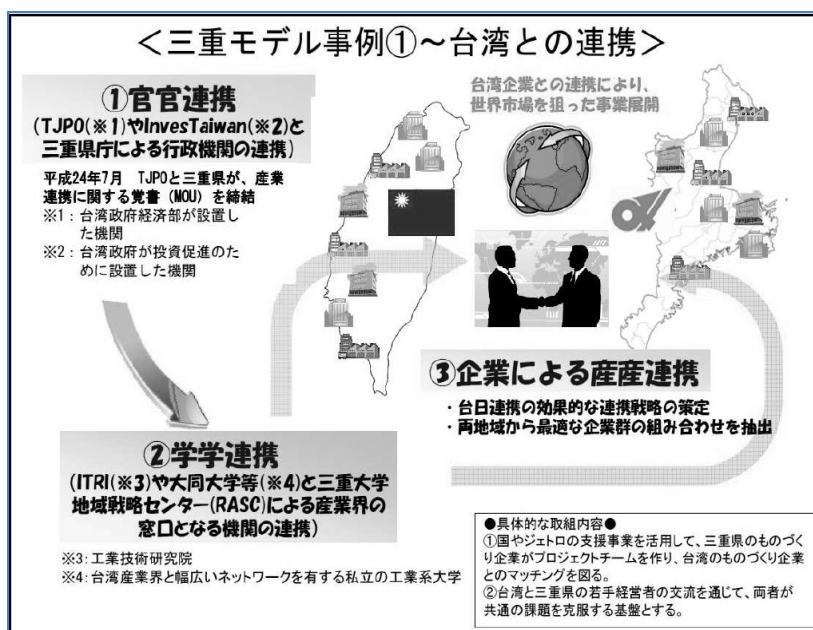 ＜三重モデル事例①～台湾との連携＞
①官官連携
(TJPO(※1)やInvesTaiwan(※2)と
三重県庁による行政機関の連携)
平成24年7月　TJPOと三重県が、産業
連携に関する覚書（MOU）を締結
※1：台湾政府経済部が設置し
た機関
※2：台湾政府が投資促進のた
めに設置した機関
台湾企業との連携により、
世界市場を狙った事業展開
③企業による産産連携
・台日連携の効果的な連携戦略の策定
・両地域から最適な企業群の組み合わせを抽出
②学学連携
(ITRI(※3)や大同大学等(※4)と三重大学
地域戦略センター(RASC)による産業界の
窓口となる機関の連携)
※3：工業技術研究院
※4：台湾産業界と幅広いネットワークを有する私立の工業系大学
●具体的な取組内容●
①国やジェトロの支援事業を活用して、三重県のものづく
り企業がプロジェクトチームを作り、台湾のものづくり企業
とのマッチングを図る。
②台湾と三重県の若手経営者の交流を通じて、両者が
共通の課題を克服する基盤とする。